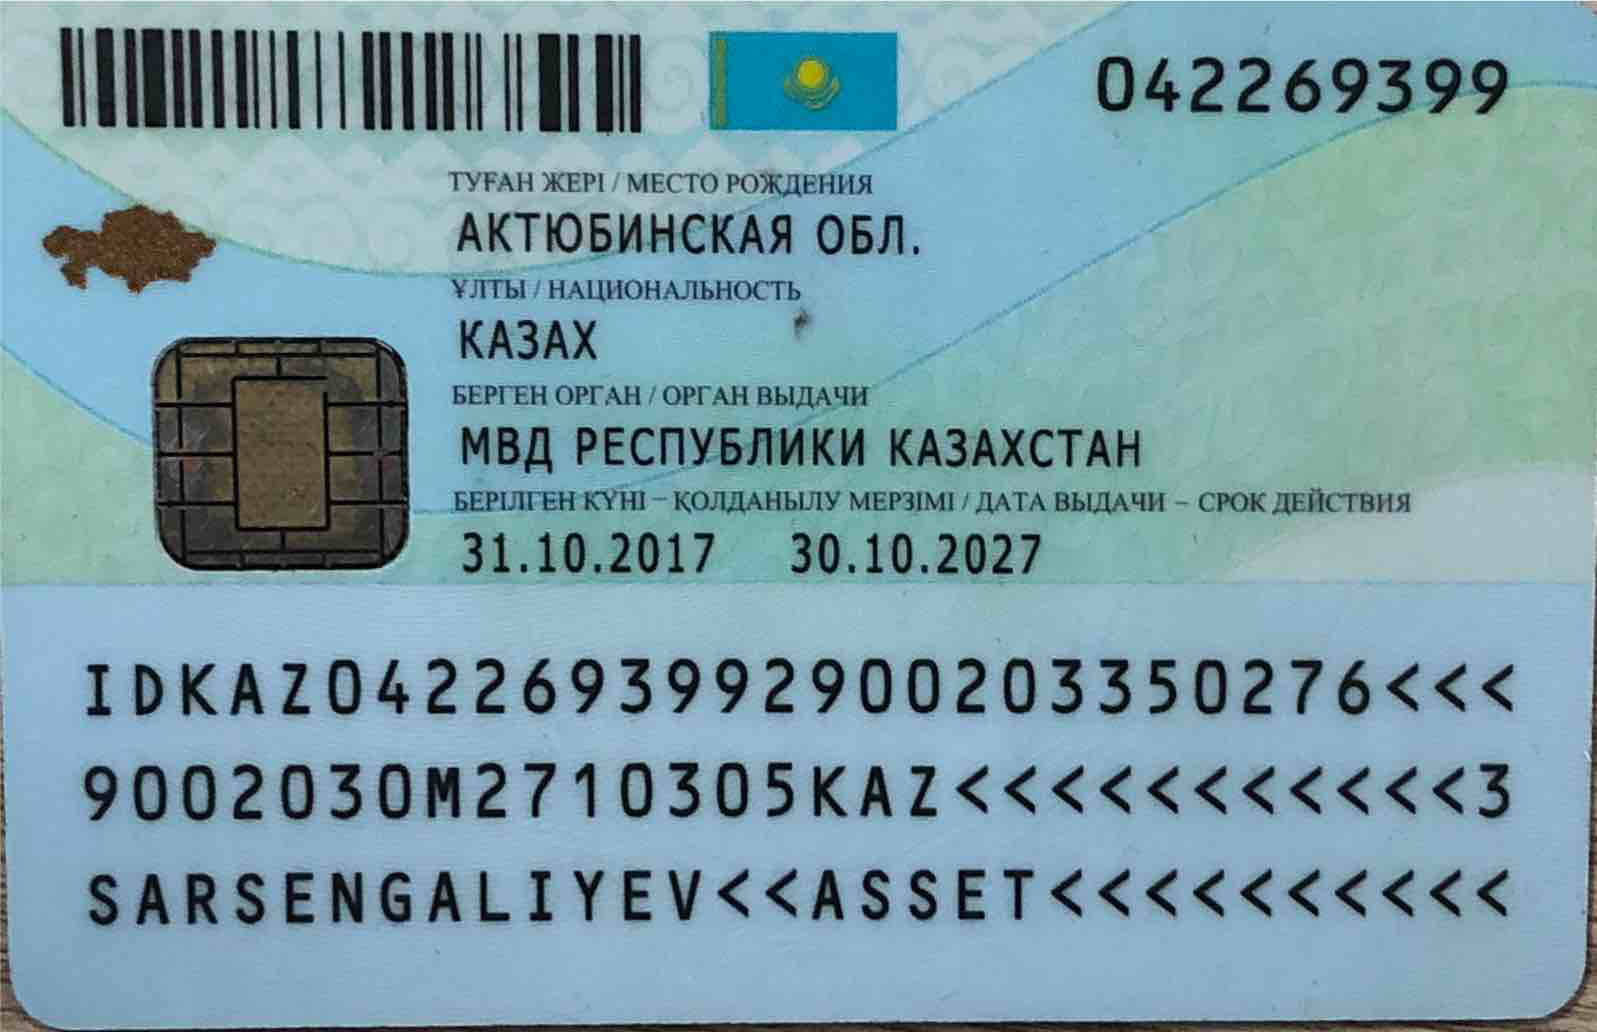 042269399
ТУҒАН ЖЕРІ / МЕСТО РОЖДЕНИЯ
АКТЮБИНСКАЯ ОБЛ.
ҰЛТЫ / НАЦИОНАЛЬНОСТЬ
КАЗАХ
БЕРГЕН ОРГАН / ОРГАН ВЫДАЧИ
МВД РЕСПУБЛИКИ КАЗАХСТАН
БЕРІЛГЕН КҮНІ – ҚОЛДАНЫЛУ МЕРЗІМІ / ДАТА ВЫДАЧИ – СРОК ДЕЙСТВИЯ
31.10.2017 30.10.2027
IDKAZ0422693992900203350276<<<
9002030M2710305KAZ<<<<<<<<<<<3
SARSENGALIYEV<<ASSET<<<<<<<<<<